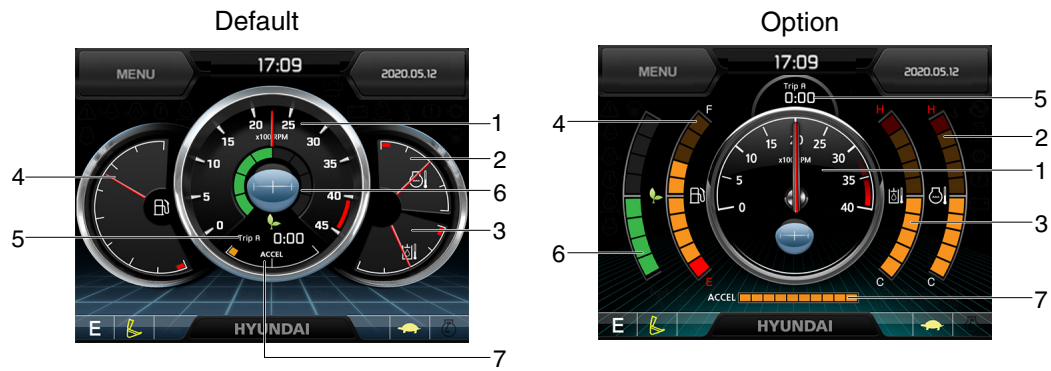 Default
MENU
17:09
2020.05.12
20 25
x100 RPM
15 30
10 35
5 40
0 45
Trip A 0:00
ACCEL
E
HYUNDAI
1
2
6
3
4
5
7
Option
MENU
17:09
2020.05.12
Trip A
0:00
F H H
15 20 25
x100 RPM
10 30
5 35
0 40
E C C
ACCEL
E
HYUNDAI
4
6
5
2
1
3
7